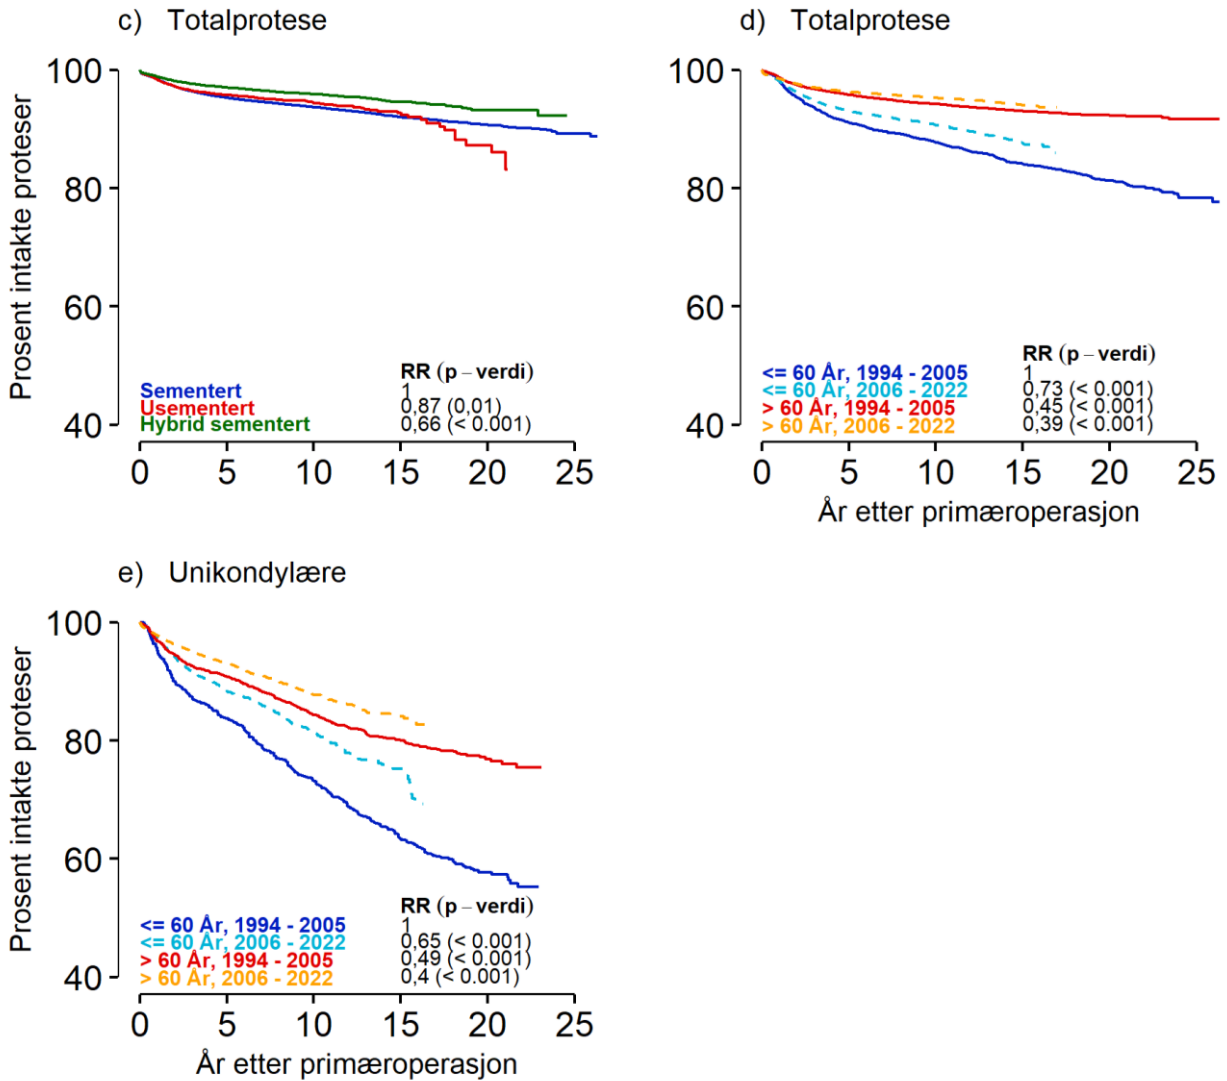 c) Totalprotese
Prosent intakte proteser
100
80
60
40
RR (p – verdi)
Sementert 1
Usementert 0,87 (0,01)
Hybrid sementert 0,66 (< 0.001)
0 5 10 15 20 25
d) Totalprotese
100
80
60
40
RR (p – verdi)
<= 60 År, 1994 - 2005 1
<= 60 År, 2006 - 2022 0,73 (< 0.001)
> 60 År, 1994 - 2005 0,45 (< 0.001)
> 60 År, 2006 - 2022 0,39 (< 0.001)
0 5 10 15 20 25
År etter primæroperasjon
e) Unikondylære
Prosent intakte proteser
100
80
60
40
RR (p – verdi)
<= 60 År, 1994 - 2005 1
<= 60 År, 2006 - 2022 0,65 (< 0.001)
> 60 År, 1994 - 2005 0,49 (< 0.001)
> 60 År, 2006 - 2022 0,4 (< 0.001)
0 5 10 15 20 25
År etter primæroperasjon